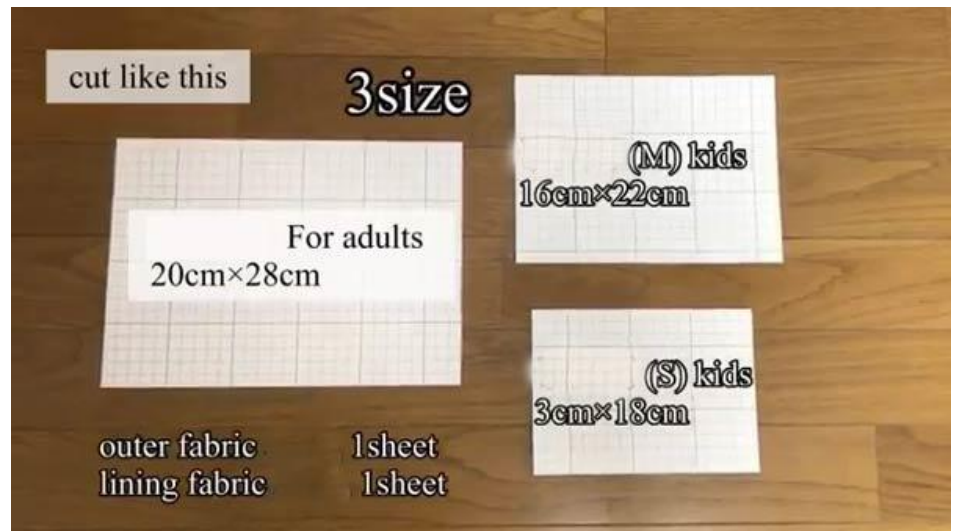 cut like this
3size
(M) kids
16cm×22cm
For adults
20cm×28cm
(S) kids
3cm×18cm
outer fabric 1sheet
lining fabric 1sheet